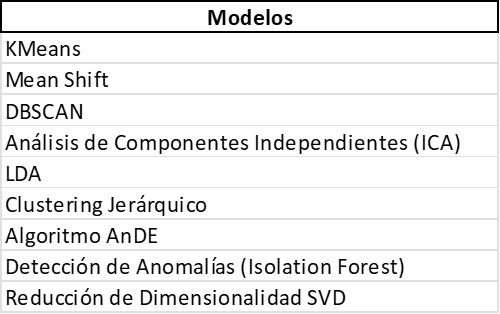 Modelos
KMeans
Mean Shift
DBSCAN
Análisis de Componentes Independientes (ICA)
LDA
Clustering Jerárquico
Algoritmo AnDE
Detección de Anomalías (Isolation Forest)
Reducción de Dimensionalidad SVD